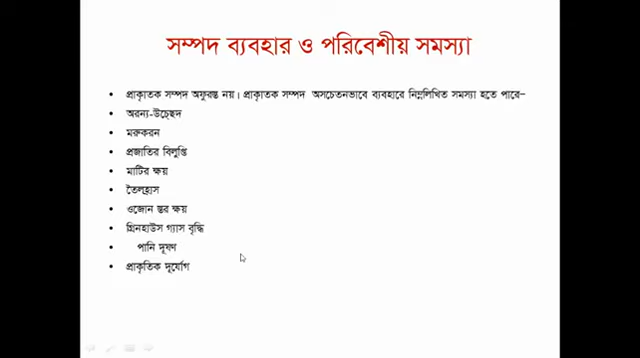 সম্পদ ব্যবহার ও পরিবেশীয় সমস্যা
প্রাকৃাতক সম্পদ অফুরন্ত নয়। প্রাকৃাতক সম্পদ অসচেতনভাবে ব্যবহারে নিম্নলিখিত সমস্যা হতে পারে–
অরন্য-উচ্ছেদ
মরুকরন
প্রজাতির বিলুপ্তি
মাটির ক্ষয়
তৈলহ্রাস
ওজোন স্তর ক্ষয়
গ্রিনহাউস গ্যাস বৃদ্ধি
পানি দূষণ
প্রাকৃতিক দূর্যোগ